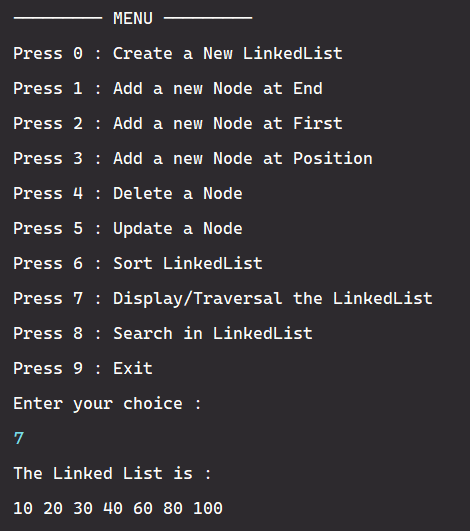 ────────── MENU ──────────
Press 0 : Create a New LinkedList
Press 1 : Add a new Node at End
Press 2 : Add a new Node at First
Press 3 : Add a new Node at Position
Press 4 : Delete a Node
Press 5 : Update a Node
Press 6 : Sort LinkedList
Press 7 : Display/Traversal the LinkedList
Press 8 : Search in LinkedList
Press 9 : Exit
Enter your choice :
7
The Linked List is :
10 20 30 40 60 80 100